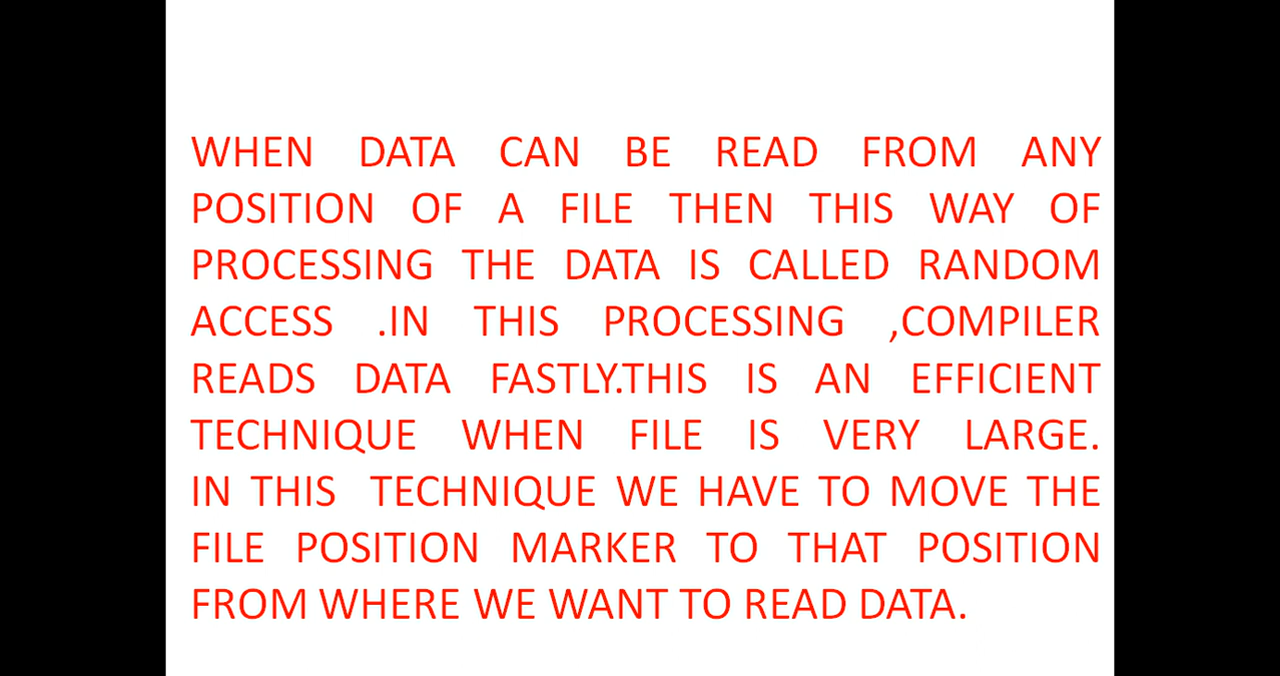 WHEN DATA CAN BE READ FROM ANY
POSITION OF A FILE THEN THIS WAY OF
PROCESSING THE DATA IS CALLED RANDOM
ACCESS .IN THIS PROCESSING ,COMPILER
READS DATA FASTLY.THIS IS AN EFFICIENT
TECHNIQUE WHEN FILE IS VERY LARGE.
IN THIS TECHNIQUE WE HAVE TO MOVE THE
FILE POSITION MARKER TO THAT POSITION
FROM WHERE WE WANT TO READ DATA.